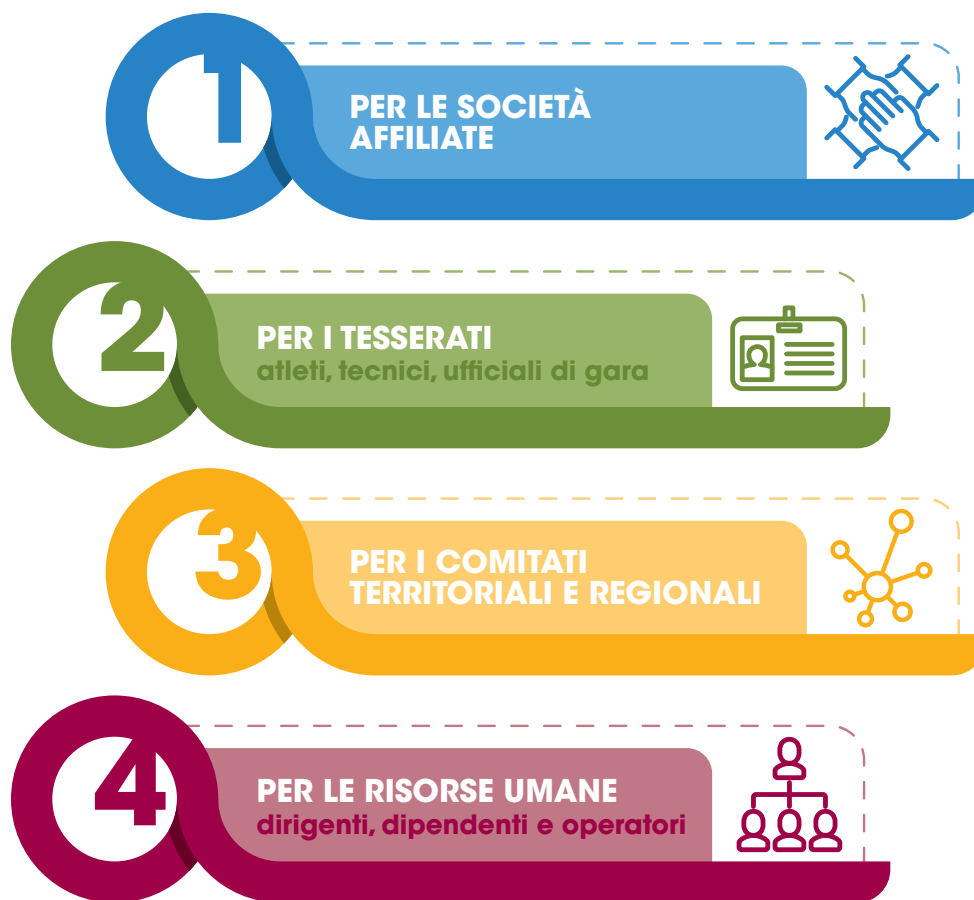 1
PER LE SOCIETÀ
AFFILIATE
2
PER I TESSERATI
atleti, tecnici, ufficiali di gara
3
PER I COMITATI
TERRITORIALI E REGIONALI
4
PER LE RISORSE UMANE
dirigenti, dipendenti e operatori